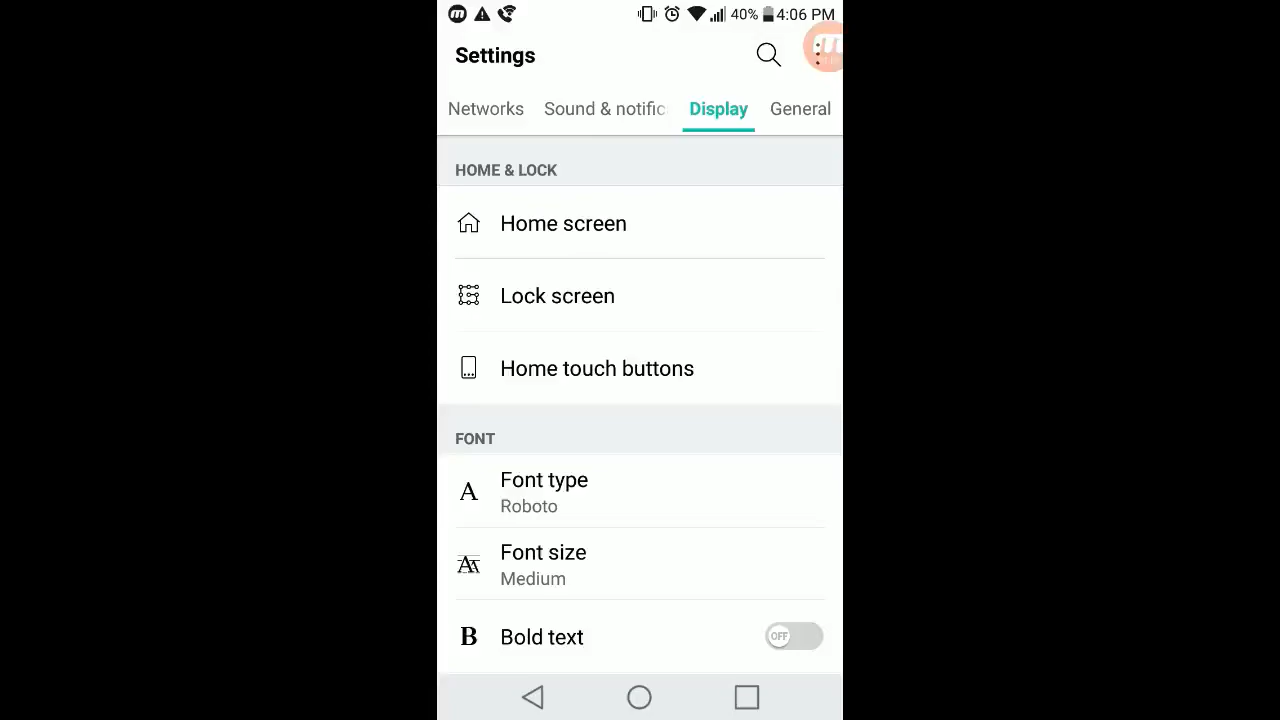 40% 4:06 PM
Settings
Networks Sound & notific Display General
HOME & LOCK
Home screen
Lock screen
Home touch buttons
FONT
Font type
Roboto
Font size
Medium
Bold text OFF